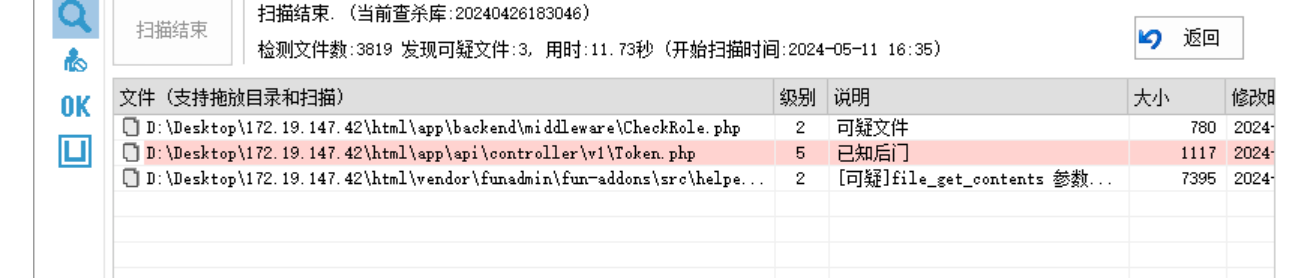 扫描结束
扫描结束. (当前查杀库:20240426183046)
检测文件数:3819 发现可疑文件:3, 用时:11.73秒 (开始扫描时间:2024-05-11 16:35)
返回
OK
文件 (支持拖放目录和扫描) 级别 说明 大小 修改
D:\Desktop\172.19.147.42\html\app\backend\middleware\CheckRole.php 2 可疑文件 780 2024-
D:\Desktop\172.19.147.42\html\app\api\controller\v1\Token.php 5 已知后门 1117 2024-
D:\Desktop\172.19.147.42\html\vendor\funadmin\fun-addons\src\helpe... 2 [可疑]file_get_contents 参数... 7395 2024-